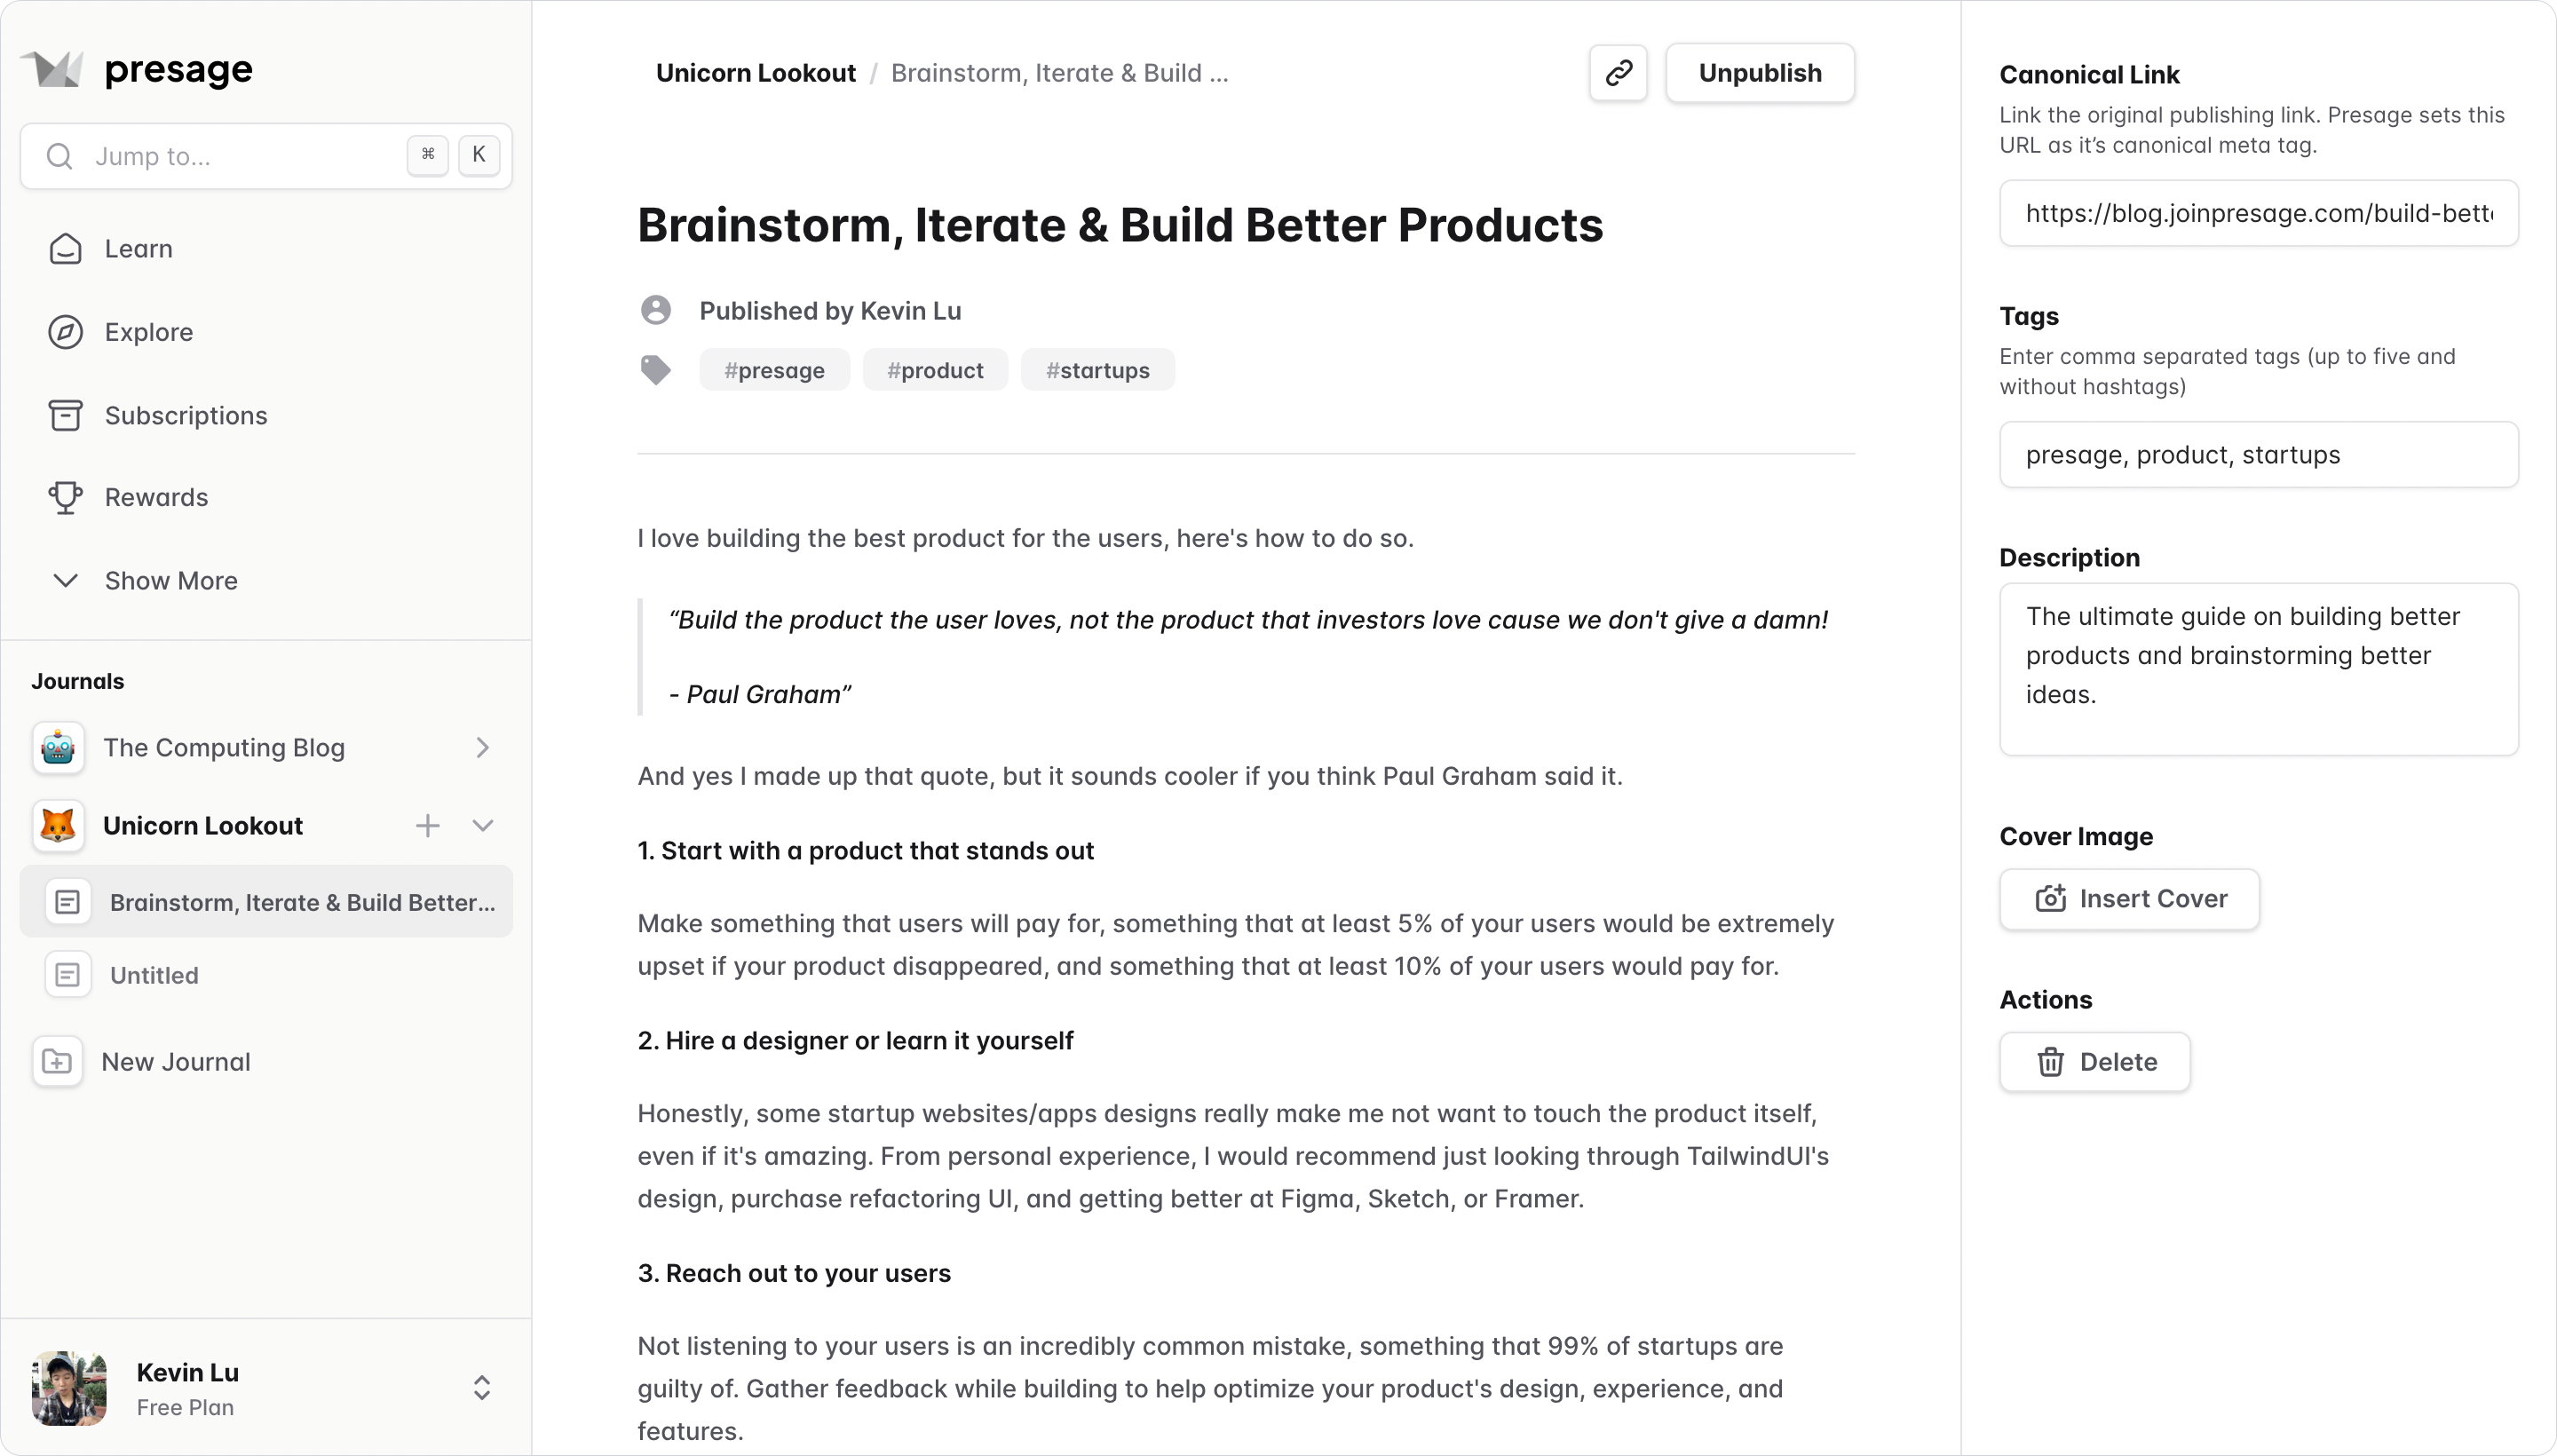 presage
Jump to...
⌘ K
Learn
Explore
Subscriptions
Rewards
Show More
Journals
The Computing Blog
Unicorn Lookout
Brainstorm, Iterate & Build Better...
Untitled
New Journal
Kevin Lu
Free Plan
Unicorn Lookout / Brainstorm, Iterate & Build ...
Unpublish
Brainstorm, Iterate & Build Better Products
Published by Kevin Lu
#presage #product #startups
I love building the best product for the users, here's how to do so.
“Build the product the user loves, not the product that investors love cause we don't give a damn!
- Paul Graham”
And yes I made up that quote, but it sounds cooler if you think Paul Graham said it.
1. Start with a product that stands out
Make something that users will pay for, something that at least 5% of your users would be extremely
upset if your product disappeared, and something that at least 10% of your users would pay for.
2. Hire a designer or learn it yourself
Honestly, some startup websites/apps designs really make me not want to touch the product itself,
even if it's amazing. From personal experience, I would recommend just looking through TailwindUI's
design, purchase refactoring UI, and getting better at Figma, Sketch, or Framer.
3. Reach out to your users
Not listening to your users is an incredibly common mistake, something that 99% of startups are
guilty of. Gather feedback while building to help optimize your product's design, experience, and
features.
Canonical Link
Link the original publishing link. Presage sets this
URL as it’s canonical meta tag.
https://blog.joinpresage.com/build-bett
Tags
Enter comma separated tags (up to five and
without hashtags)
presage, product, startups
Description
The ultimate guide on building better
products and brainstorming better
ideas.
Cover Image
Insert Cover
Actions
Delete